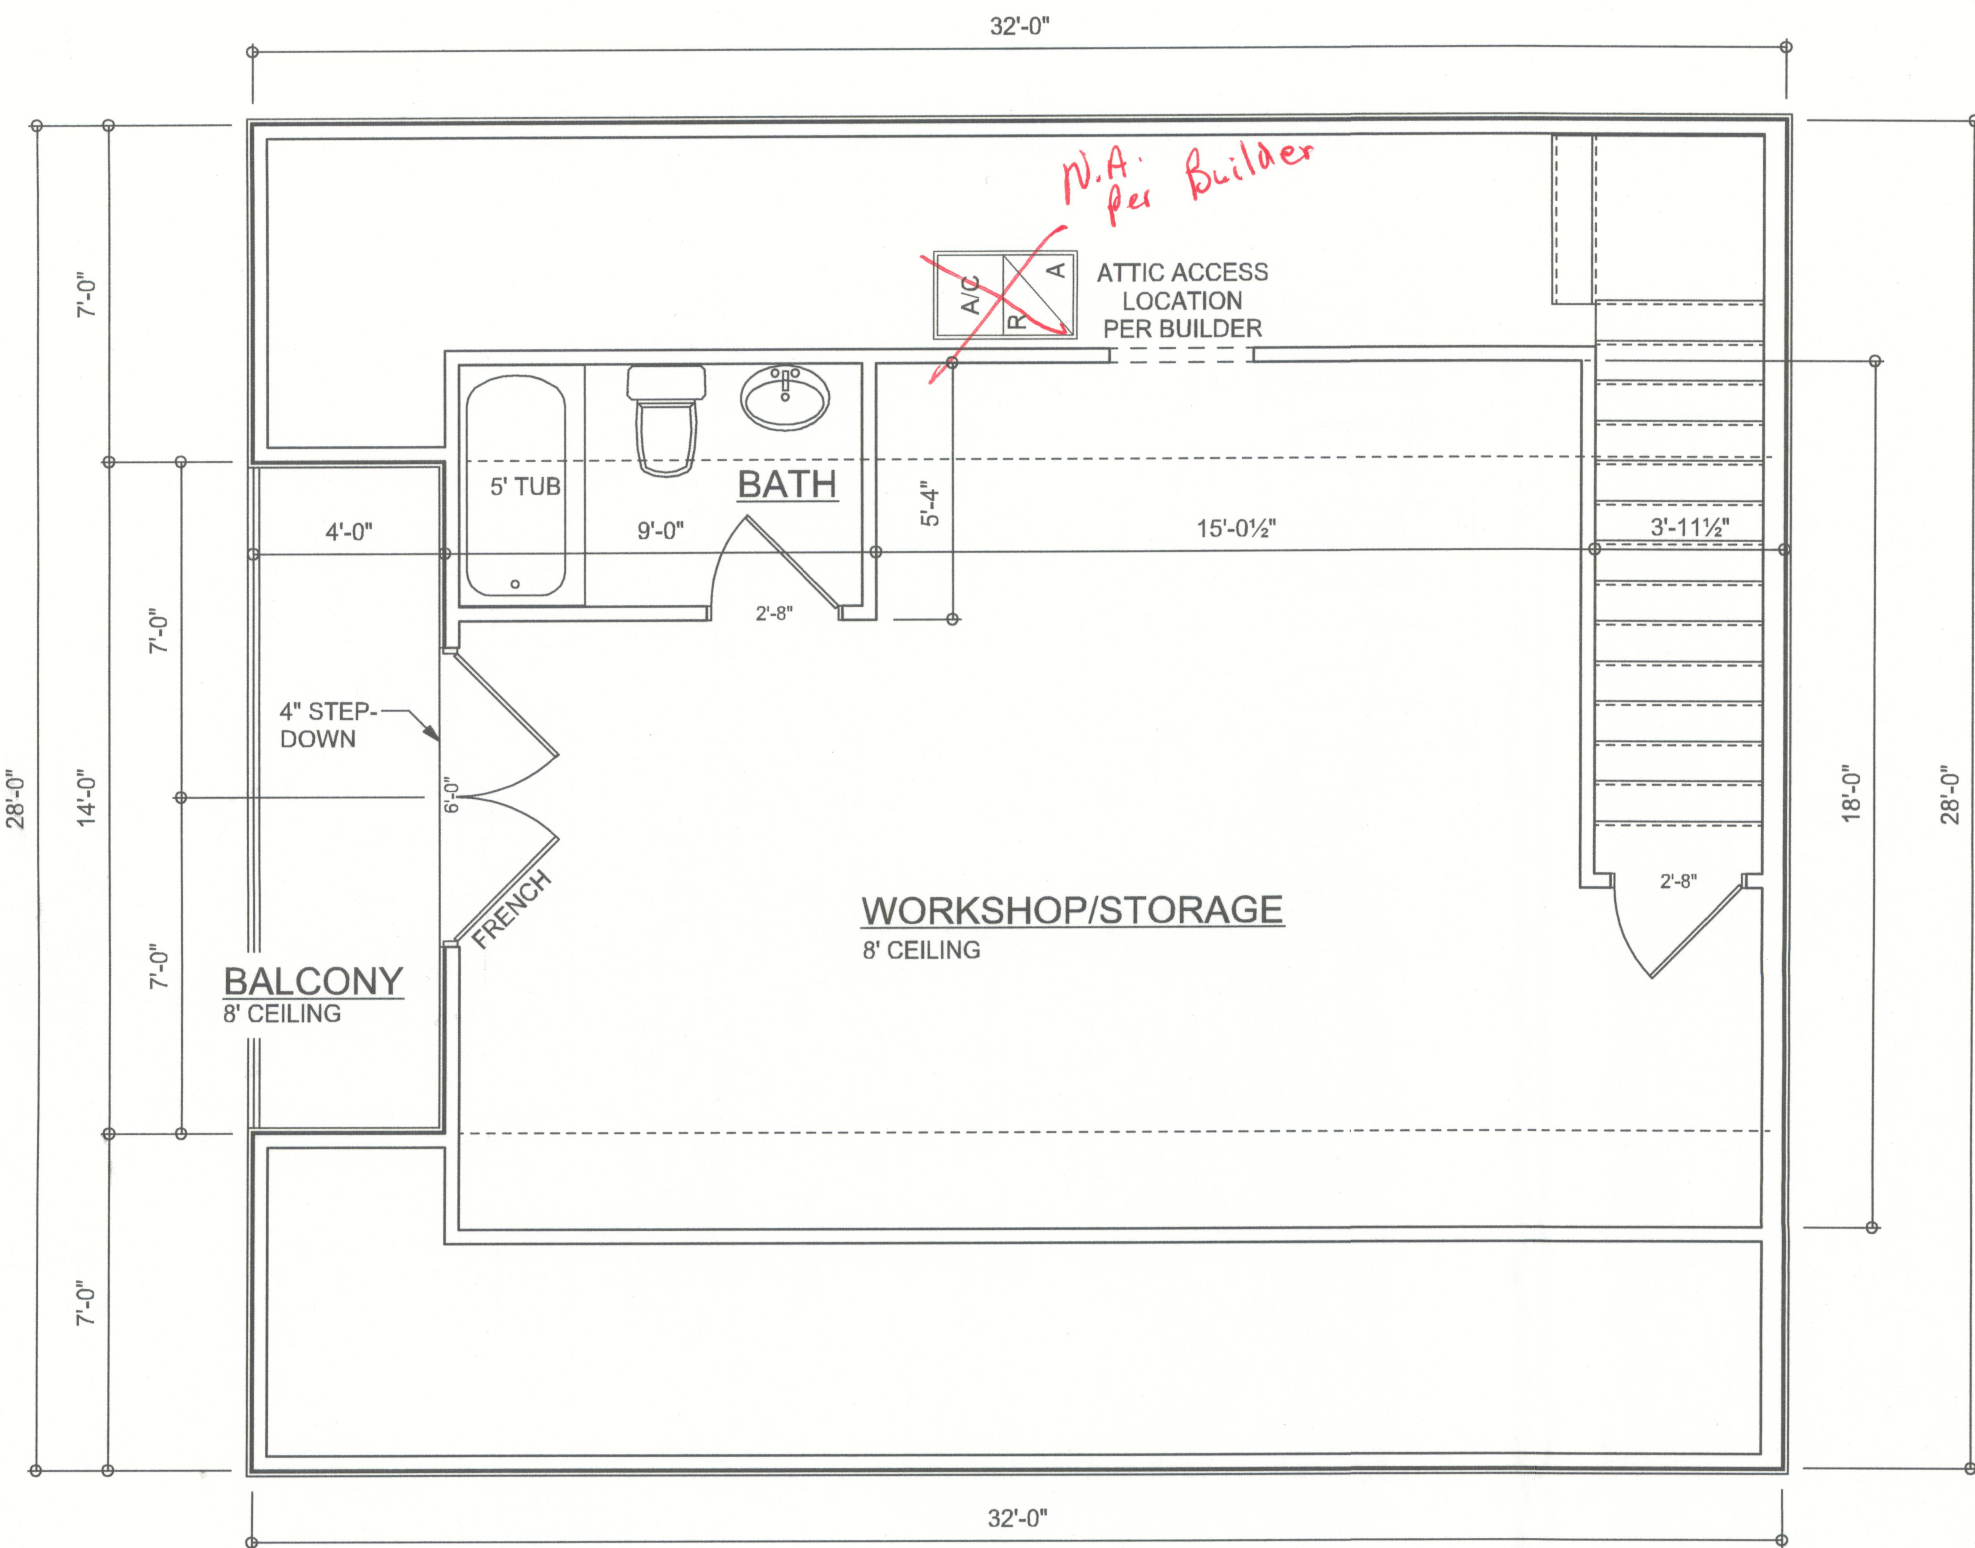 32'-0"
N.A.
per Builder
A/C
R
A
ATTIC ACCESS
LOCATION
PER BUILDER
7'-0"
5' TUB
BATH
4'-0"
9'-0"
5'-4"
15'-0½"
3'-11½"
2'-8"
7'-0"
4" STEP-
DOWN
6'-0"
28'-0"
14'-0"
18'-0"
28'-0"
FRENCH
2'-8"
WORKSHOP/STORAGE
8' CEILING
7'-0"
BALCONY
8' CEILING
7'-0"
32'-0"